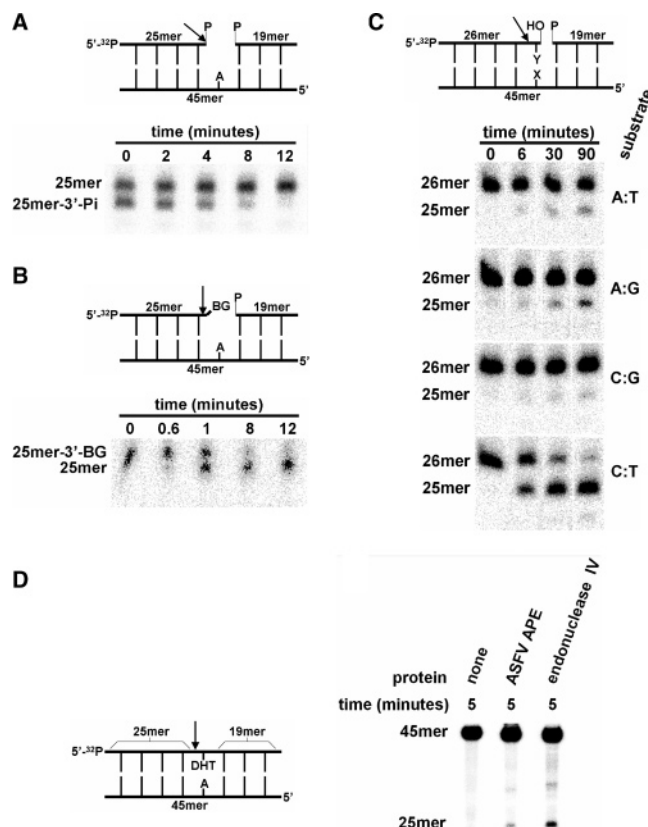 A
P P
25mer 19mer
5'-³²P
A
45mer 5'
time (minutes)
0 2 4 8 12
25mer
25mer-3'-Pi
B
BG P
25mer 19mer
5'-³²P
A
45mer 5'
time (minutes)
0 0.6 1 8 12
25mer-3'-BG
25mer
C
HO P
26mer 19mer
5'-³²P
Y
X
45mer 5'
time (minutes) substrate
0 6 30 90
26mer
25mer
A:T
26mer
25mer
A:G
26mer
25mer
C:G
26mer
25mer
C:T
D
25mer 19mer
5'-³²P
DHT
A
45mer 5'
protein none ASFV APE endonuclease IV
time (minutes) 5 5 5
45mer
25mer